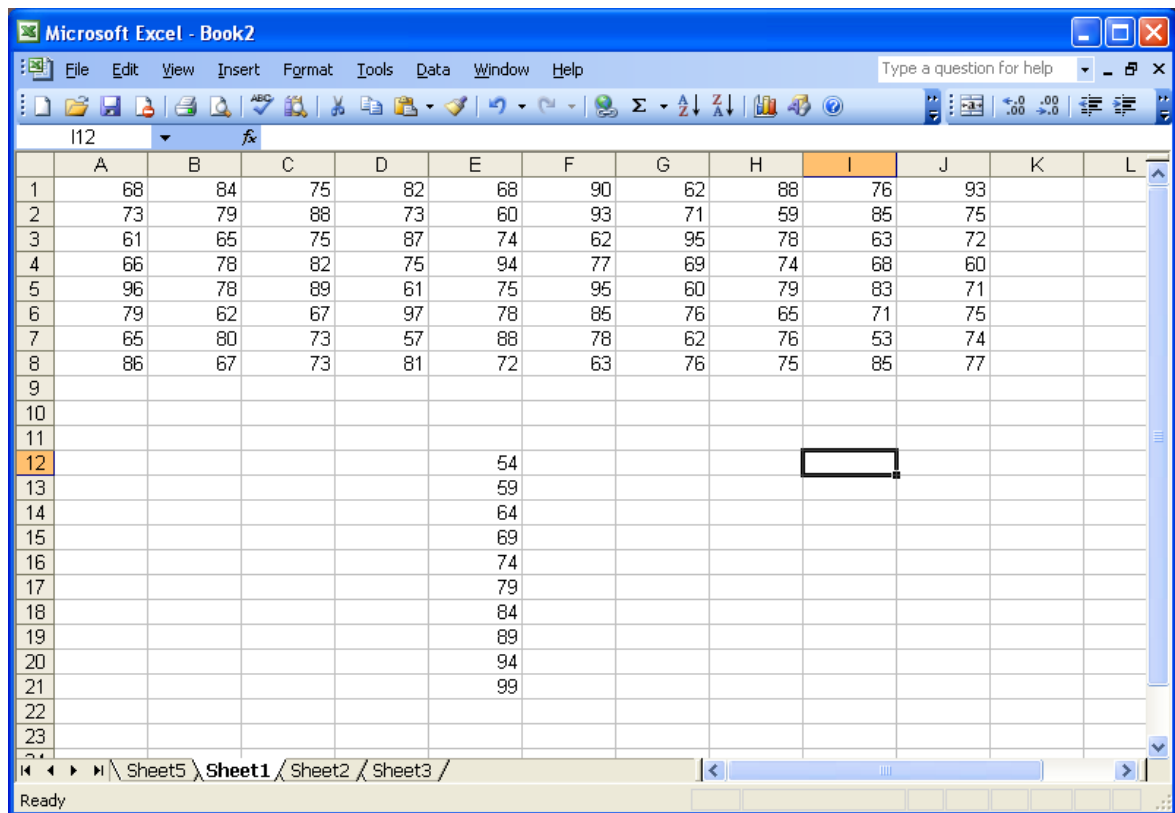 Microsoft Excel - Book2
File Edit View Insert Format Tools Data Window Help Type a question for help
I12 fx
A B C D E F G H I J K L
1 68 84 75 82 68 90 62 88 76 93
2 73 79 88 73 60 93 71 59 85 75
3 61 65 75 87 74 62 95 78 63 72
4 66 78 82 75 94 77 69 74 68 60
5 96 78 89 61 75 95 60 79 83 71
6 79 62 67 97 78 85 76 65 71 75
7 65 80 73 57 88 78 62 76 53 74
8 86 67 73 81 72 63 76 75 85 77
9
10
11
12 54
13 59
14 64
15 69
16 74
17 79
18 84
19 89
20 94
21 99
22
23
Sheet5 Sheet1 Sheet2 Sheet3
Ready